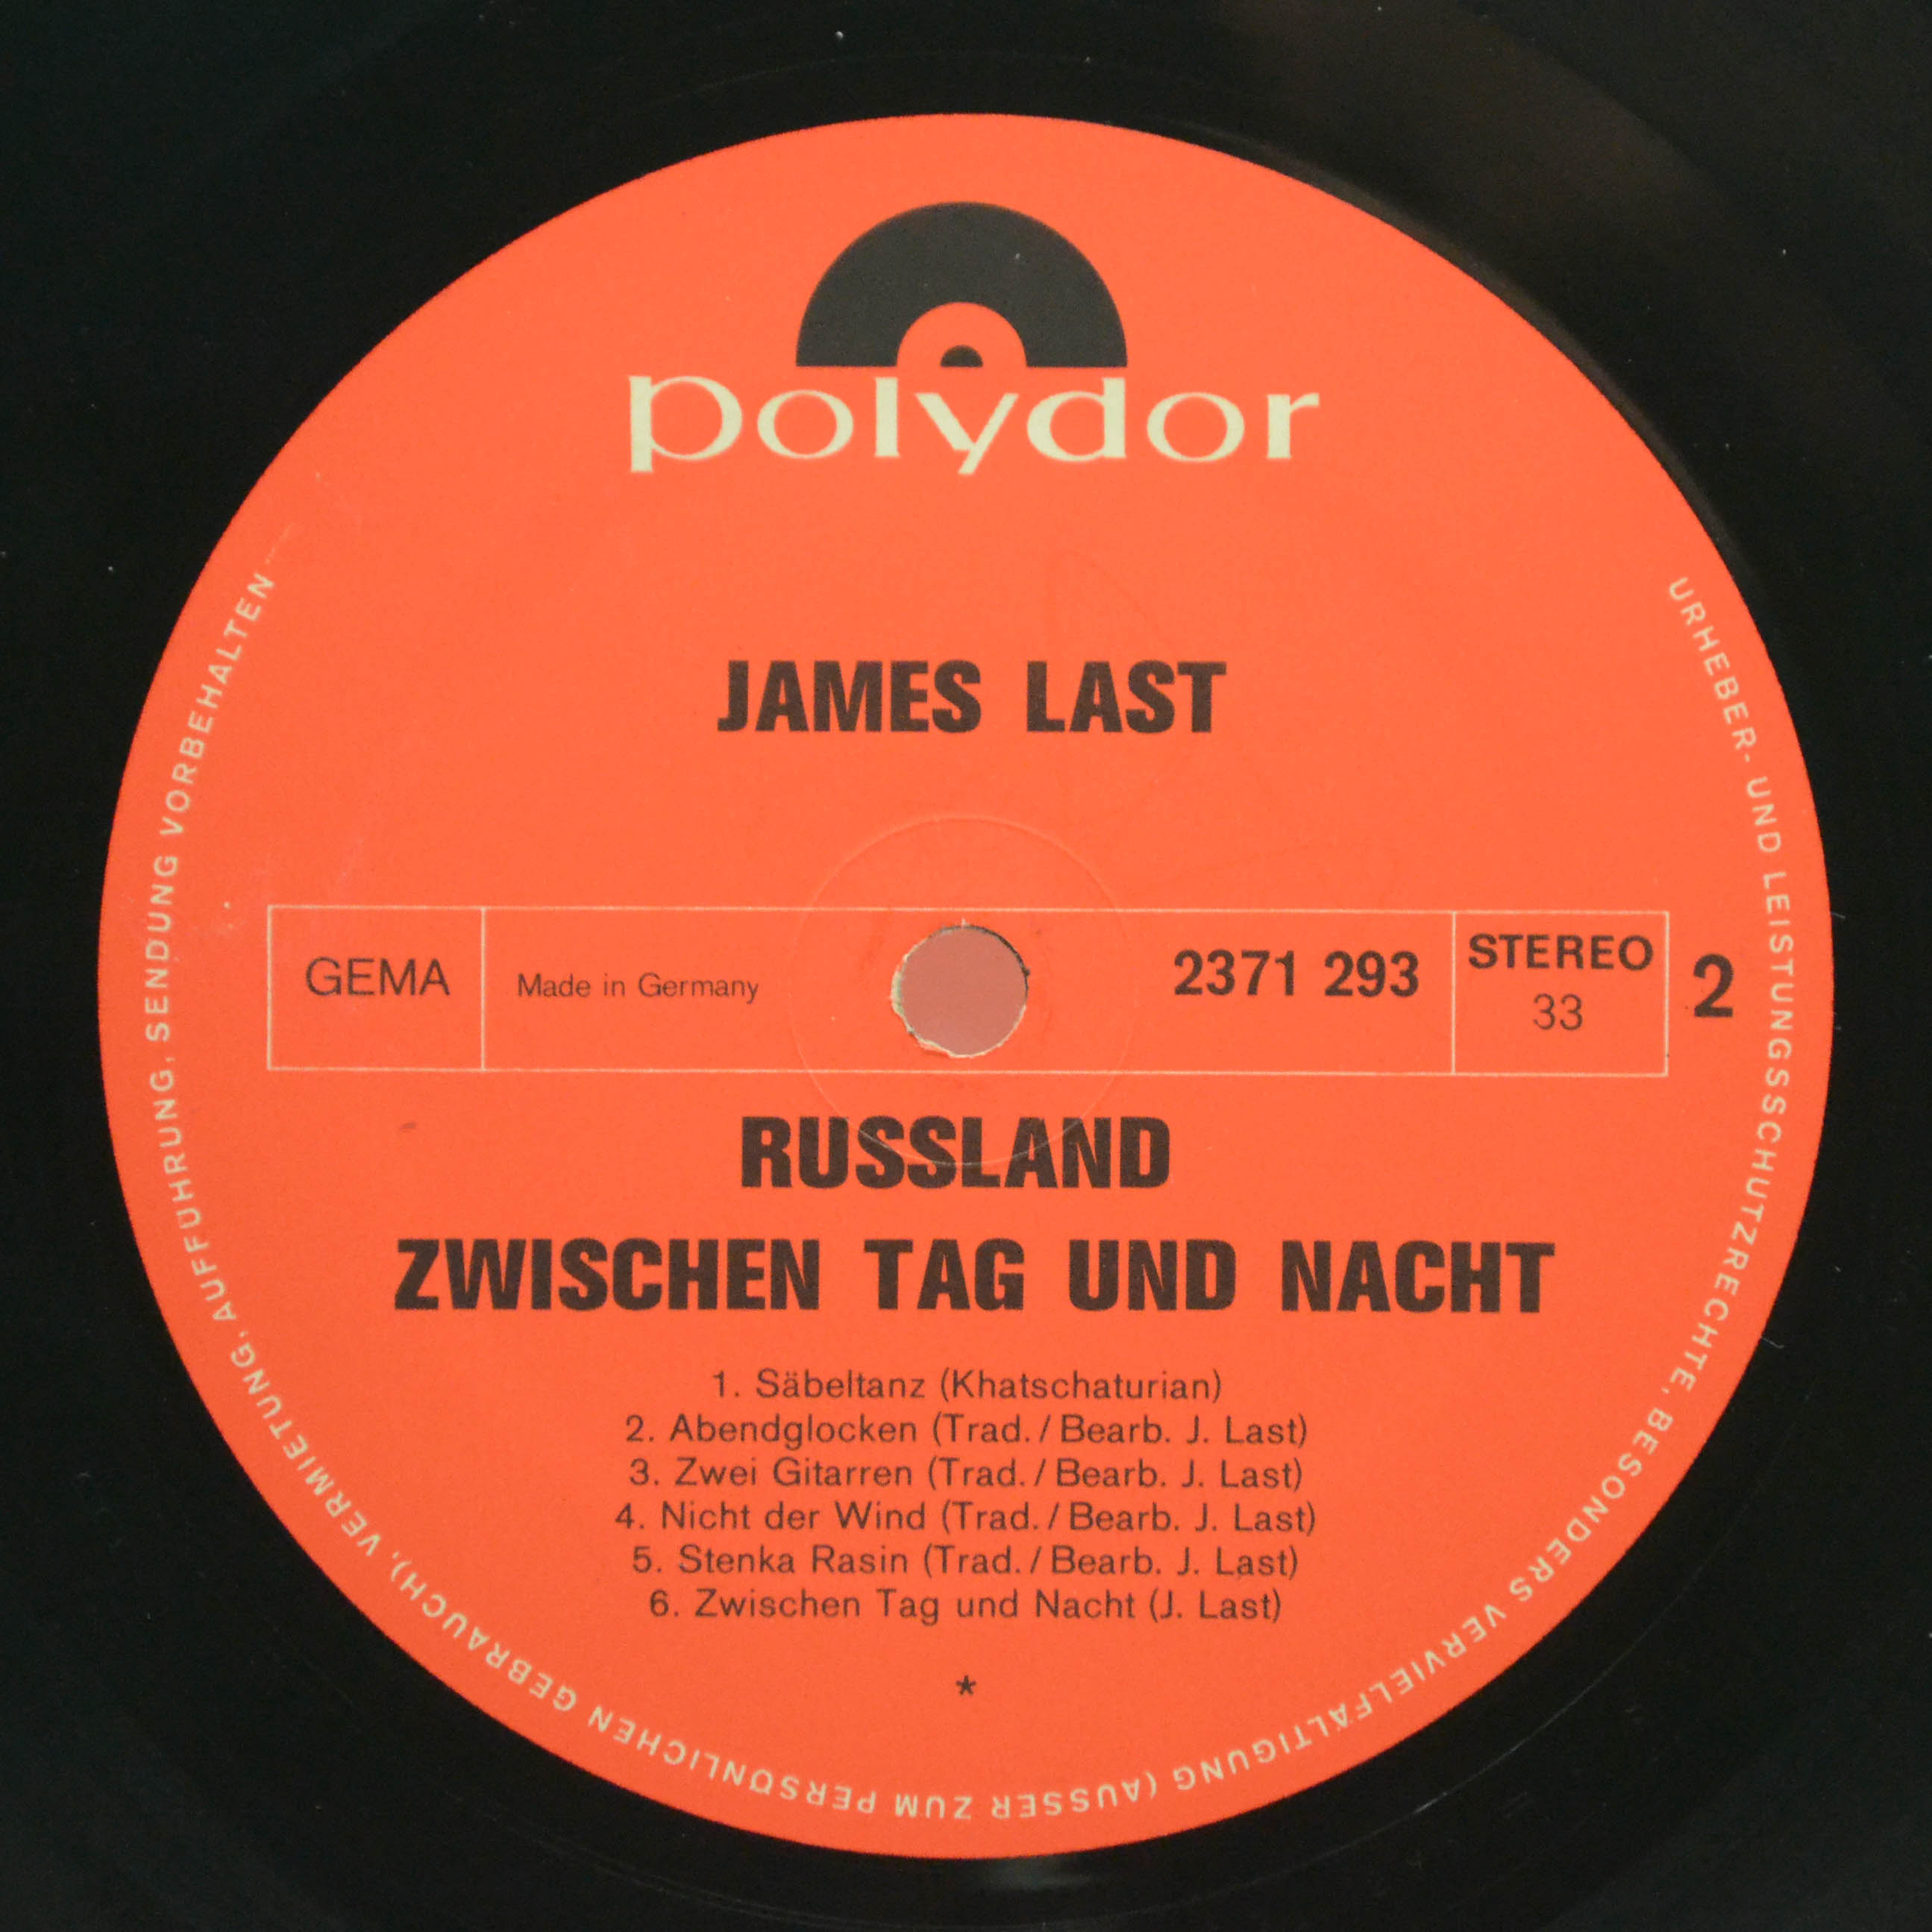 polydor
JAMES LAST
GEMA
Made in Germany
2371 293
STEREO
33
2
RUSSLAND
ZWISCHEN TAG UND NACHT
1. Säbeltanz (Khatschaturian)
2. Abendglocken (Trad. / Bearb. J. Last)
3. Zwei Gitarren (Trad. / Bearb. J. Last)
4. Nicht der Wind (Trad. / Bearb. J. Last)
5. Stenka Rasin (Trad. / Bearb. J. Last)
6. Zwischen Tag und Nacht (J. Last)
*
URHEBER- UND LEISTUNGSSCHUTZRECHTE, BESONDERS VERVIELFÄLTIGUNG (AUSSER ZUM PERSÖNLICHEN GEBRAUCH), VERMIETUNG, AUFFÜHRUNG, SENDUNG VORBEHALTEN